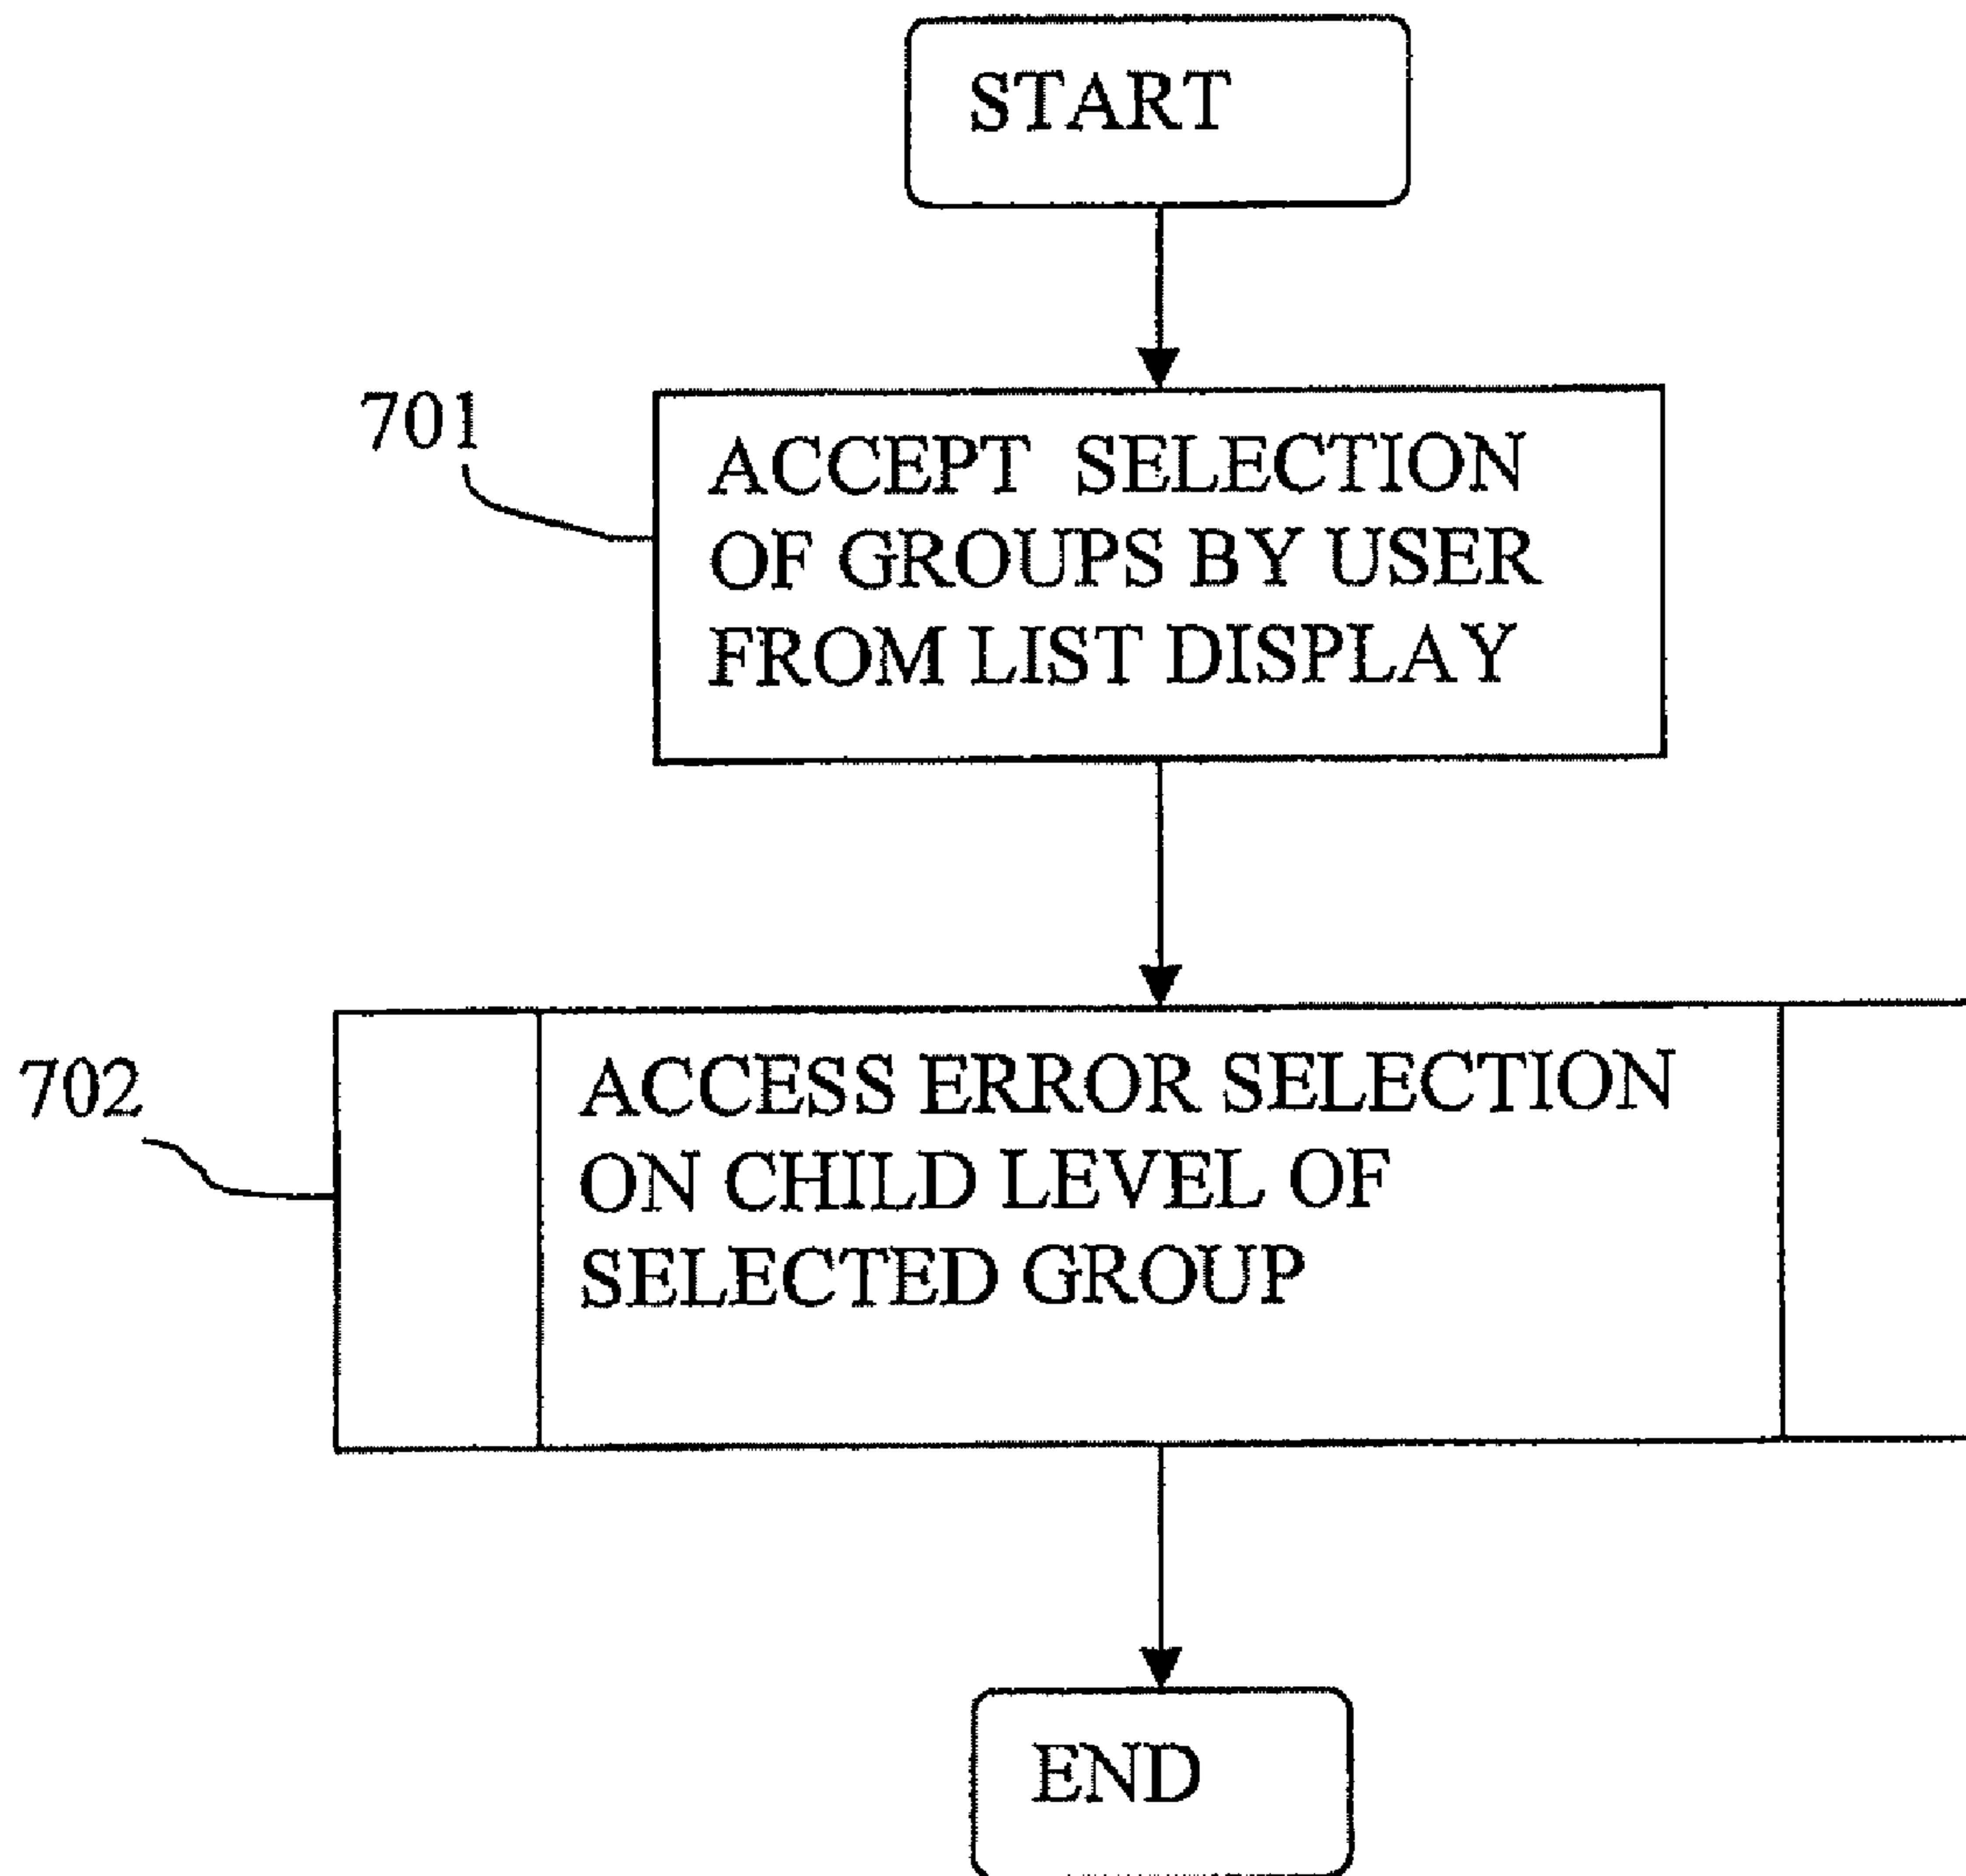 START
701
ACCEPT SELECTION
OF GROUPS BY USER
FROM LIST DISPLAY
702
ACCESS ERROR SELECTION
ON CHILD LEVEL OF
SELECTED GROUP
END